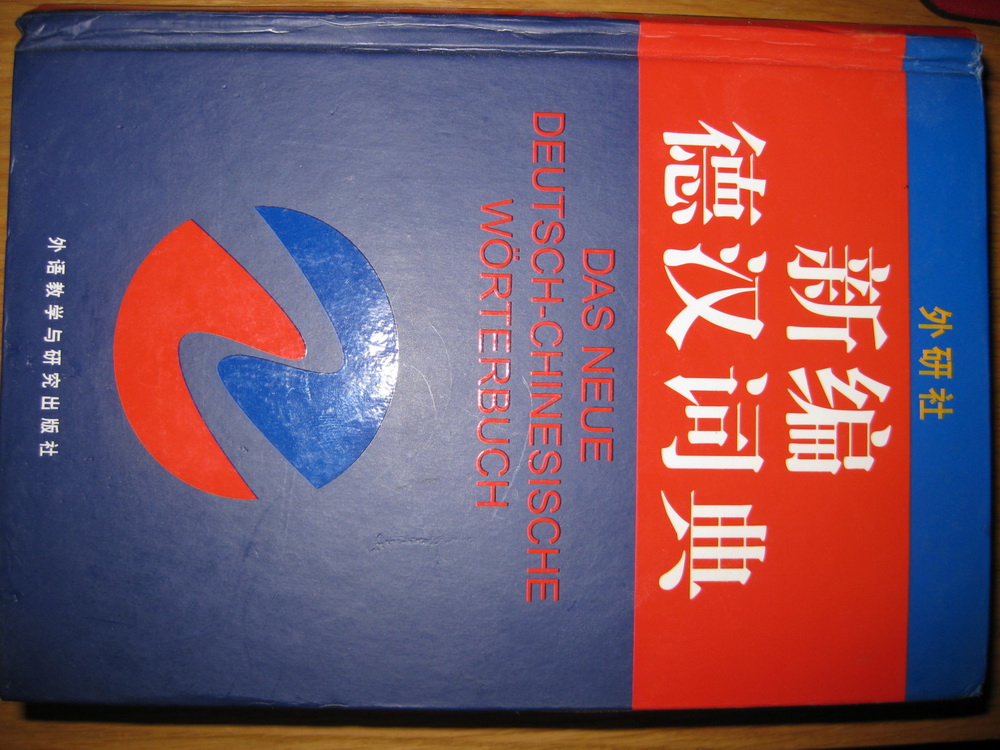 外研社
新编
德汉词典
DAS NEUE
DEUTSCH-CHINESISCHE
WÖRTERBUCH
外语教学与研究出版社